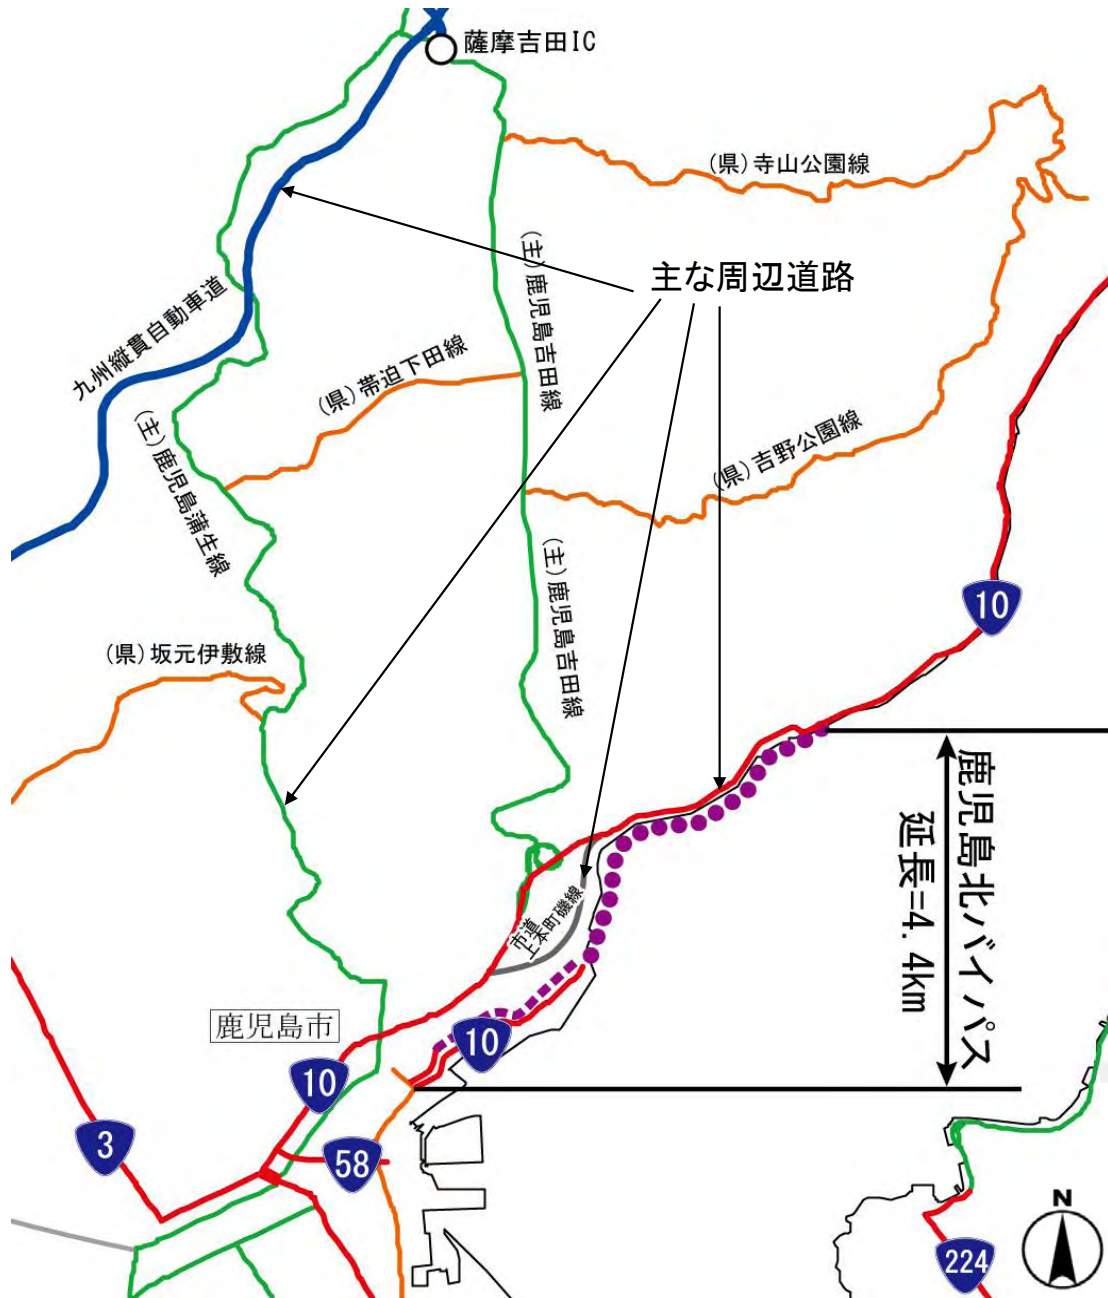 薩摩吉田IC
(県)寺山公園線
(主)鹿児島吉田線
主な周辺道路
九州縦貫自動車道
(県)帯迫下田線
(主)鹿児島蒲生線
(県)吉野公園線
(主)鹿児島吉田線
10
(県)坂元伊敷線
鹿児島北バイパス
延長=4.4km
市道
上本町磯線
鹿児島市
10
10
3
58
N
224